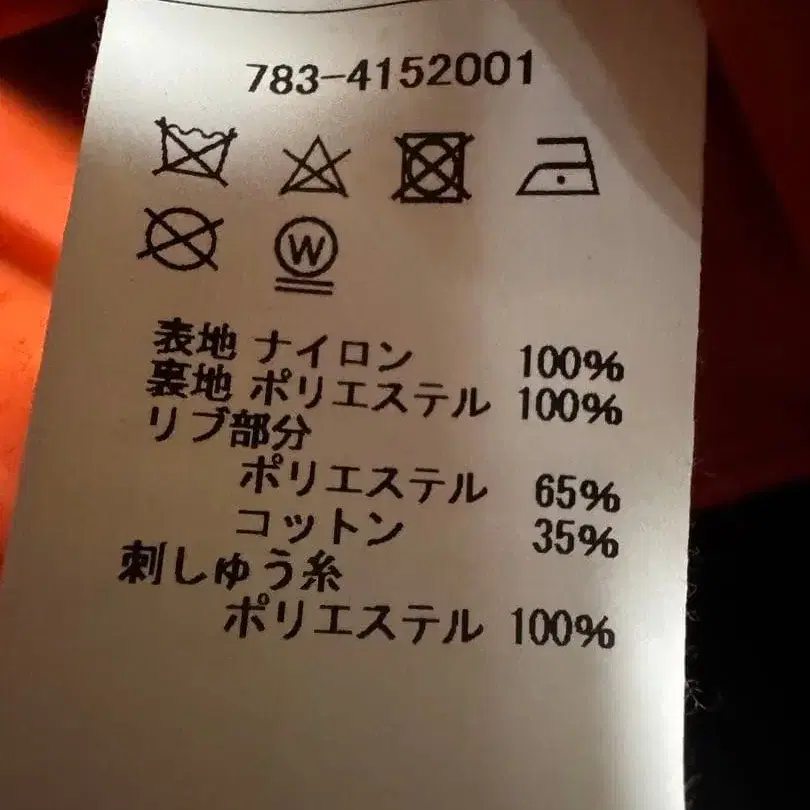 783-4152001
W
表地 ナイロン 100%
裏地 ポリエステル 100%
リブ部分
ポリエステル 65%
コットン 35%
刺しゅう糸
ポリエステル 100%